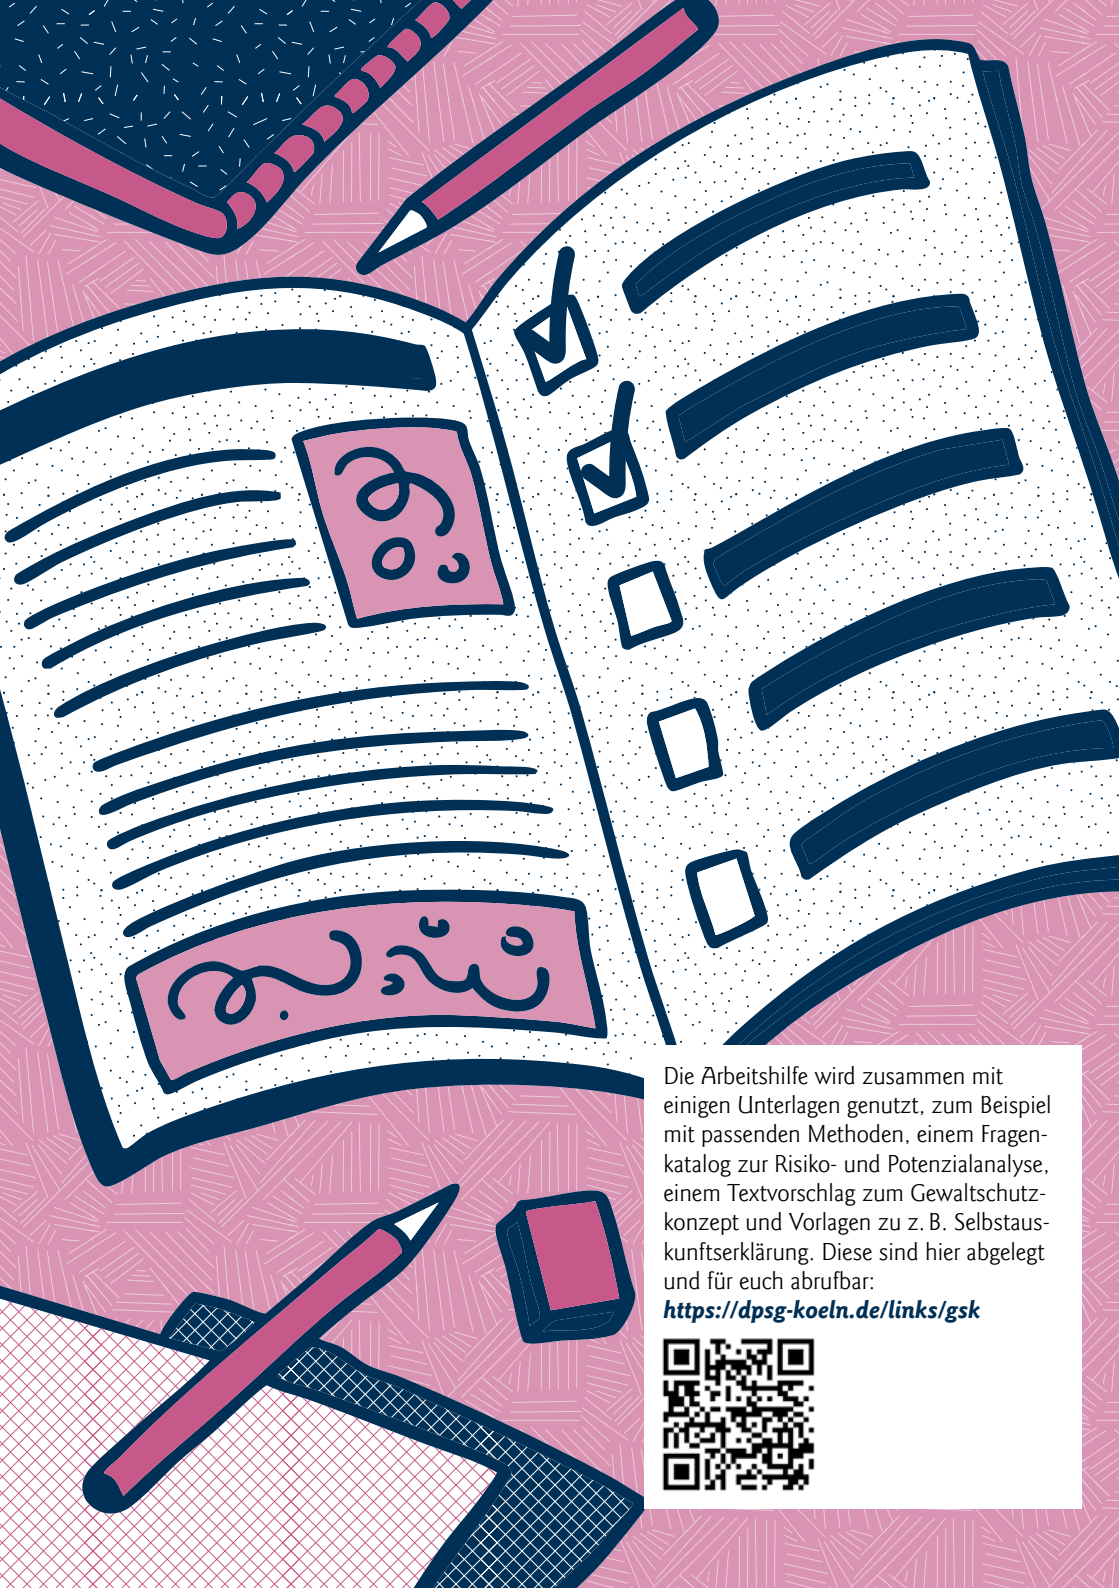 Die Arbeitshilfe wird zusammen mit
einigen Unterlagen genutzt, zum Beispiel
mit passenden Methoden, einem Fragen-
katalog zur Risiko- und Potenzialanalyse,
einem Textvorschlag zum Gewaltschutz-
konzept und Vorlagen zu z. B. Selbstaus-
kunftserklärung. Diese sind hier abgelegt
und für euch abrufbar:
https://dpsg-koeln.de/links/gsk